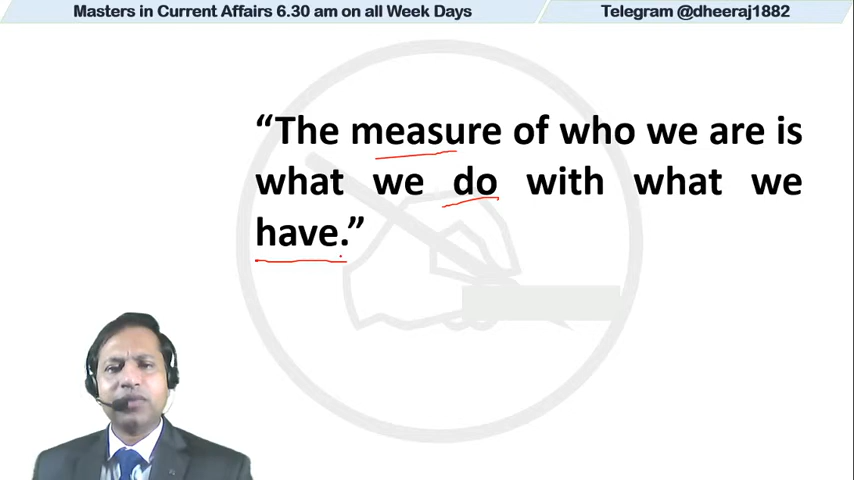 Masters in Current Affairs 6.30 am on all Week Days
Telegram @dheeraj1882
“The measure of who we are is
what we do with what we
have.”